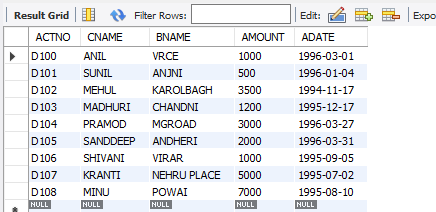 Result Grid Filter Rows: Edit: Expo
ACTNO CNAME BNAME AMOUNT ADATE
D100 ANIL VRCE 1000 1996-03-01
D101 SUNIL ANJNI 500 1996-01-04
D102 MEHUL KAROLBAGH 3500 1994-11-17
D103 MADHURI CHANDNI 1200 1995-12-17
D104 PRAMOD MGROAD 3000 1996-03-27
D105 SANDDEEP ANDHERI 2000 1996-03-31
D106 SHIVANI VIRAR 1000 1995-09-05
D107 KRANTI NEHRU PLACE 5000 1995-07-02
D108 MINU POWAI 7000 1995-08-10
NULL NULL NULL NULL NULL